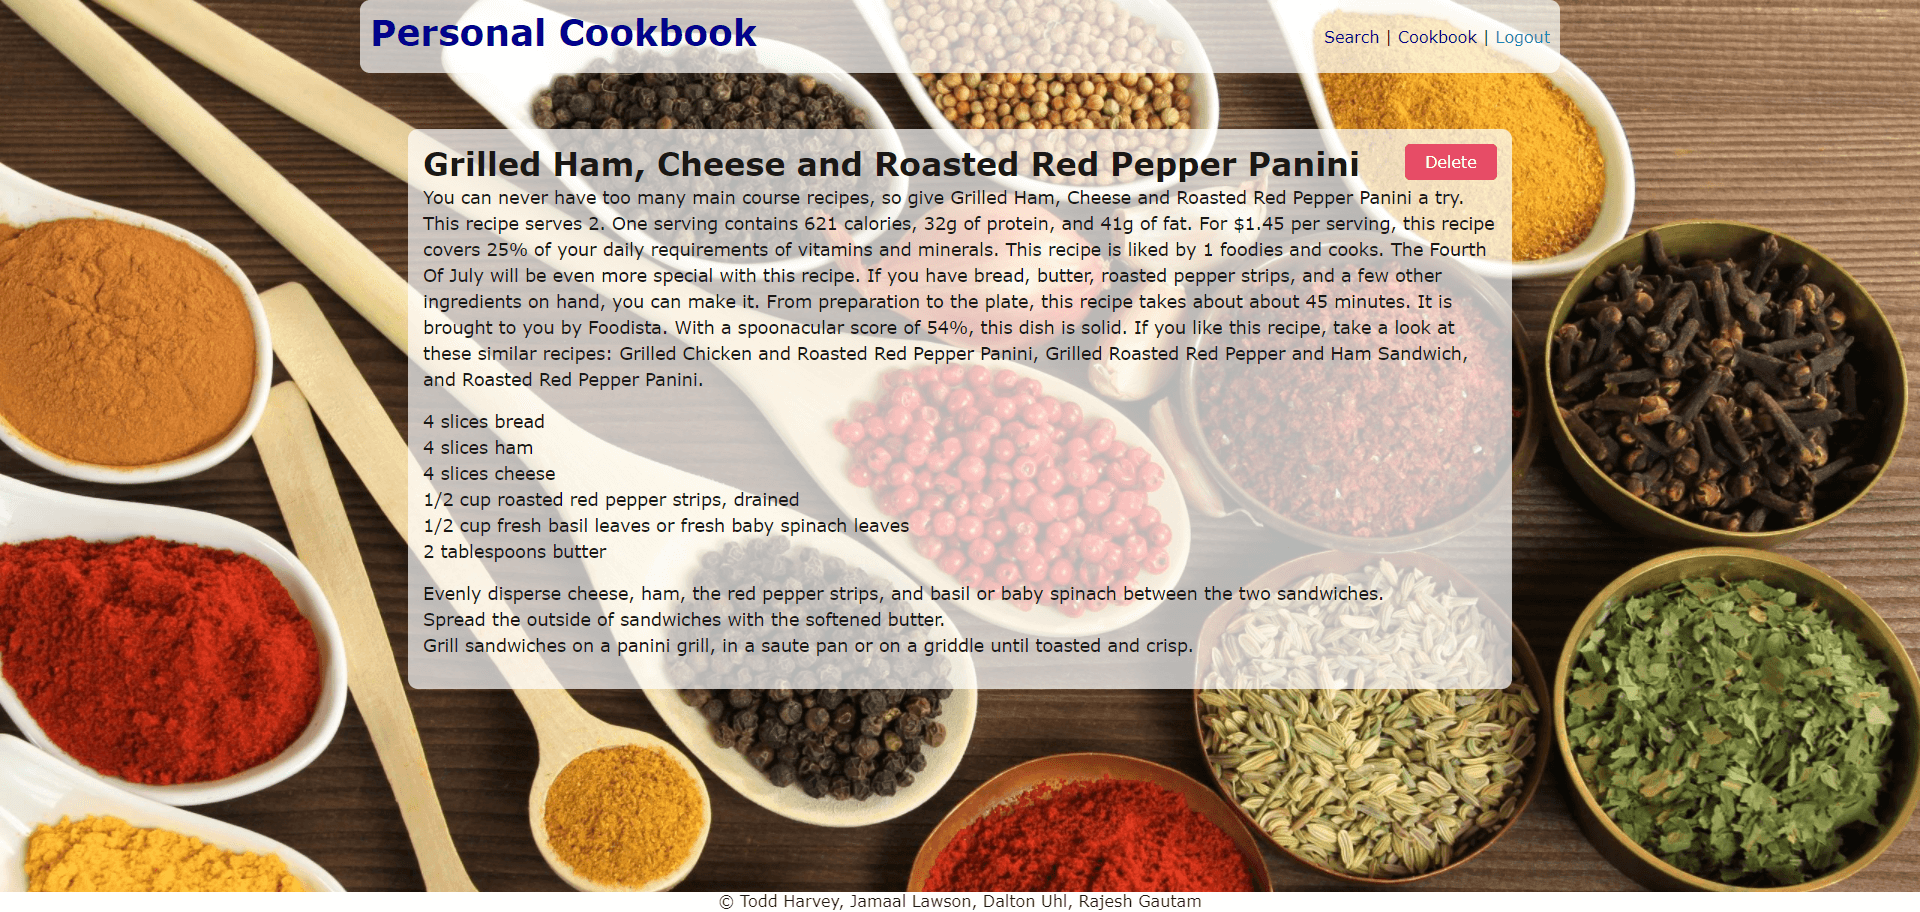 Personal Cookbook
Search | Cookbook | Logout
Grilled Ham, Cheese and Roasted Red Pepper Panini
Delete
You can never have too many main course recipes, so give Grilled Ham, Cheese and Roasted Red Pepper Panini a try.
This recipe serves 2. One serving contains 621 calories, 32g of protein, and 41g of fat. For $1.45 per serving, this recipe
covers 25% of your daily requirements of vitamins and minerals. This recipe is liked by 1 foodies and cooks. The Fourth
Of July will be even more special with this recipe. If you have bread, butter, roasted pepper strips, and a few other
ingredients on hand, you can make it. From preparation to the plate, this recipe takes about about 45 minutes. It is
brought to you by Foodista. With a spoonacular score of 54%, this dish is solid. If you like this recipe, take a look at
these similar recipes: Grilled Chicken and Roasted Red Pepper Panini, Grilled Roasted Red Pepper and Ham Sandwich,
and Roasted Red Pepper Panini.
4 slices bread
4 slices ham
4 slices cheese
1/2 cup roasted red pepper strips, drained
1/2 cup fresh basil leaves or fresh baby spinach leaves
2 tablespoons butter
Evenly disperse cheese, ham, the red pepper strips, and basil or baby spinach between the two sandwiches.
Spread the outside of sandwiches with the softened butter.
Grill sandwiches on a panini grill, in a saute pan or on a griddle until toasted and crisp.
© Todd Harvey, Jamaal Lawson, Dalton Uhl, Rajesh Gautam